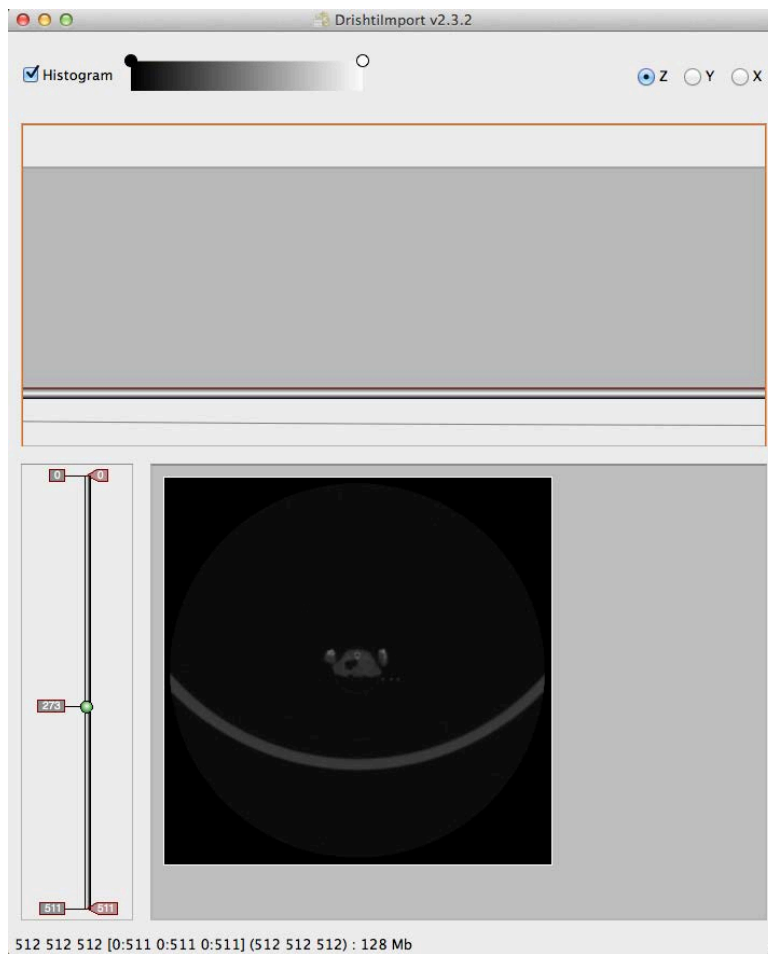 DrishtiImport v2.3.2
Histogram
Z Y X
0 0
273
511 511
512 512 512 [0:511 0:511 0:511] (512 512 512) : 128 Mb